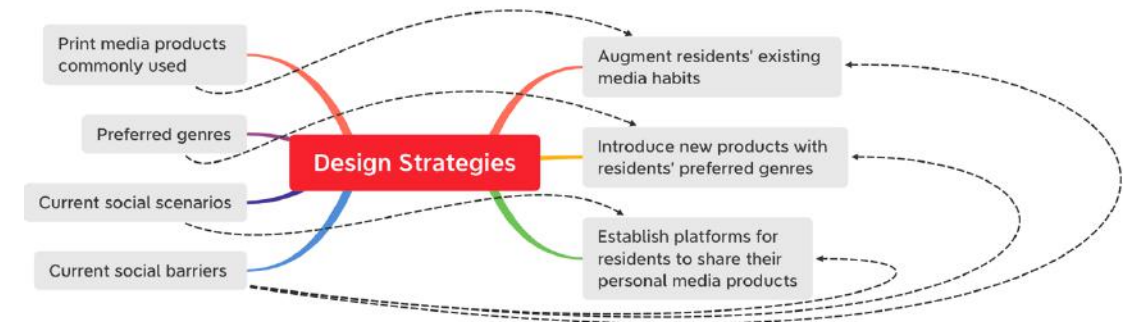 Print media products
commonly used
Preferred genres
Current social scenarios
Current social barriers
Design Strategies
Augment residents' existing
media habits
Introduce new products with
residents' preferred genres
Establish platforms for
residents to share their
personal media products